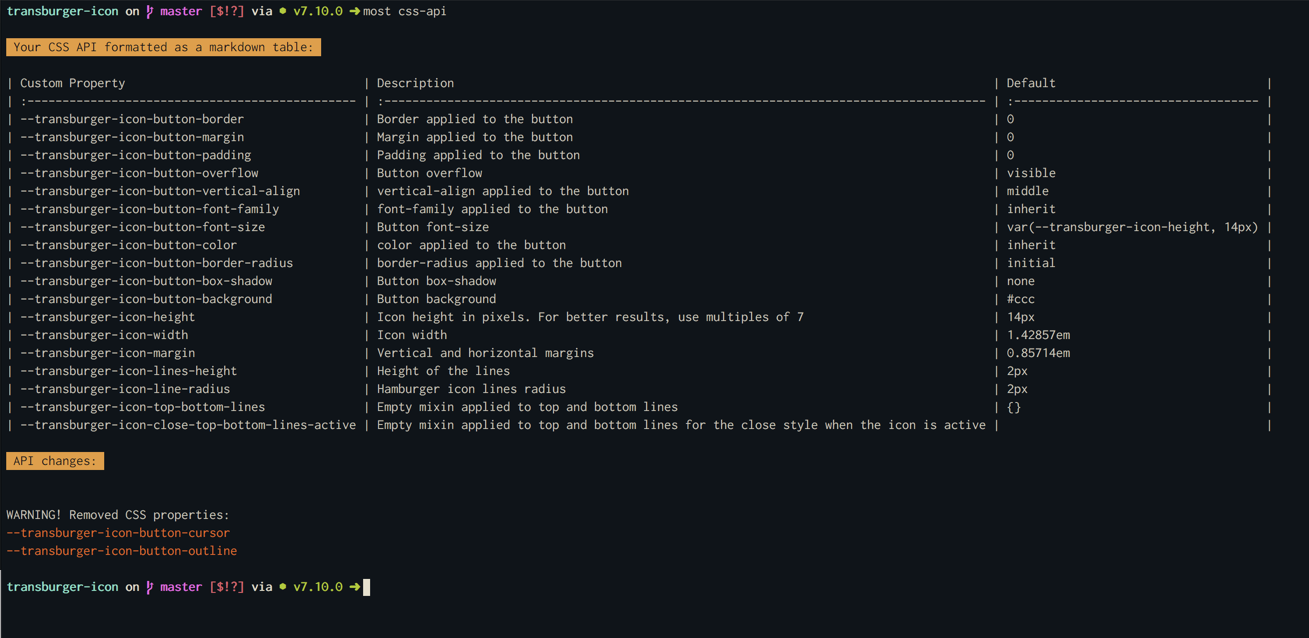 transburger-icon on master [$!?] via ● v7.10.0 ➜ most css-api
Your CSS API formatted as a markdown table:
| Custom Property | Description | Default |
| :----------------------------------------------- | :------------------------------------------------------------------------------------- | :----------------------------------- |
| --transburger-icon-button-border | Border applied to the button | 0 |
| --transburger-icon-button-margin | Margin applied to the button | 0 |
| --transburger-icon-button-padding | Padding applied to the button | 0 |
| --transburger-icon-button-overflow | Button overflow | visible |
| --transburger-icon-button-vertical-align | vertical-align applied to the button | middle |
| --transburger-icon-button-font-family | font-family applied to the button | inherit |
| --transburger-icon-button-font-size | Button font-size | var(--transburger-icon-height, 14px) |
| --transburger-icon-button-color | color applied to the button | inherit |
| --transburger-icon-button-border-radius | border-radius applied to the button | initial |
| --transburger-icon-button-box-shadow | Button box-shadow | none |
| --transburger-icon-button-background | Button background | #ccc |
| --transburger-icon-height | Icon height in pixels. For better results, use multiples of 7 | 14px |
| --transburger-icon-width | Icon width | 1.42857em |
| --transburger-icon-margin | Vertical and horizontal margins | 0.85714em |
| --transburger-icon-lines-height | Height of the lines | 2px |
| --transburger-icon-line-radius | Hamburger icon lines radius | 2px |
| --transburger-icon-top-bottom-lines | Empty mixin applied to top and bottom lines | {} |
| --transburger-icon-close-top-bottom-lines-active | Empty mixin applied to top and bottom lines for the close style when the icon is active | |
API changes:
WARNING! Removed CSS properties:
--transburger-icon-button-cursor
--transburger-icon-button-outline
transburger-icon on master [$!?] via ● v7.10.0 ➜